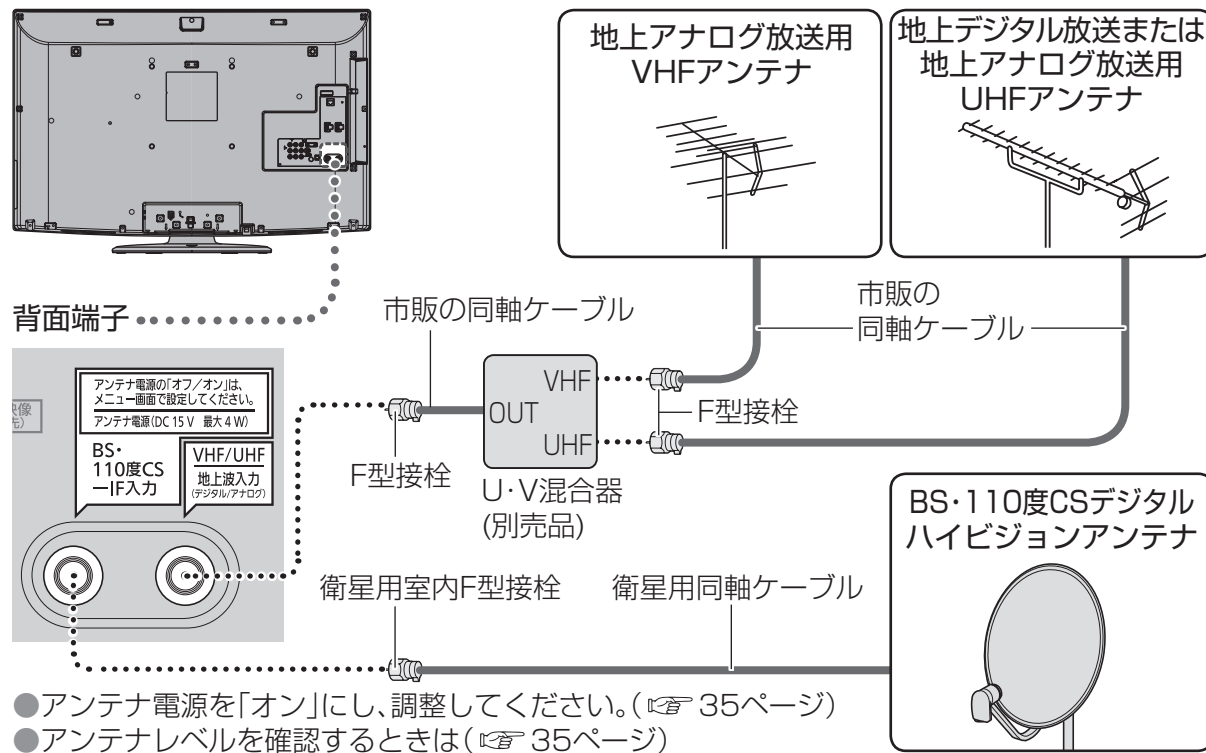 地上アナログ放送用
VHFアンテナ
地上デジタル放送または
地上アナログ放送用
UHFアンテナ
背面端子
市販の同軸ケーブル
市販の
同軸ケーブル
アンテナ電源の「オフ／オン」は、
メニュー画面で設定してください。
アンテナ電源(DC 15 V 最大 4 W)
BS・
110度CS
－IF入力
VHF/UHF
地上波入力
(デジタル/アナログ)
VHF
OUT
UHF
F型接栓
F型接栓
U・V混合器
(別売品)
BS・110度CSデジタル
ハイビジョンアンテナ
衛星用室内F型接栓
衛星用同軸ケーブル
●アンテナ電源を「オン」にし、調整してください。(☞ 35ページ)
●アンテナレベルを確認するときは(☞ 35ページ)